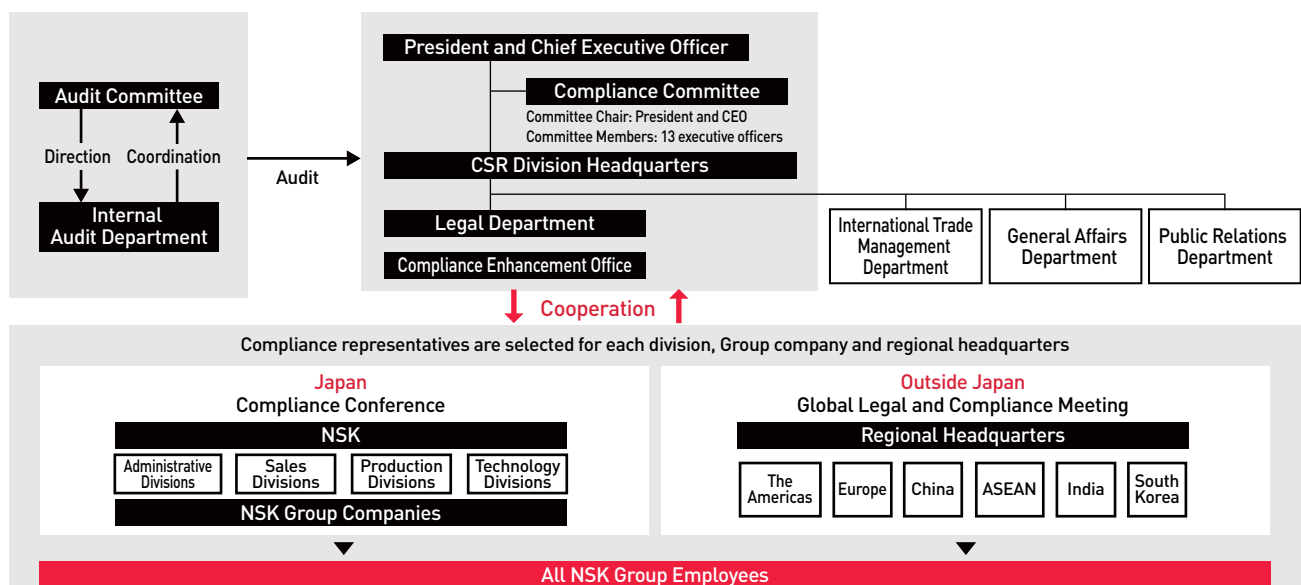 Audit Committee
Direction
Coordination
Internal
Audit Department
Audit
President and Chief Executive Officer
Compliance Committee
Committee Chair: President and CEO
Committee Members: 13 executive officers
CSR Division Headquarters
Legal Department
Compliance Enhancement Office
International Trade
Management
Department
General Affairs
Department
Public Relations
Department
Cooperation
Compliance representatives are selected for each division, Group company and regional headquarters
Japan
Compliance Conference
NSK
Administrative
Divisions
Sales
Divisions
Production
Divisions
Technology
Divisions
NSK Group Companies
Outside Japan
Global Legal and Compliance Meeting
Regional Headquarters
The
Americas
Europe
China
ASEAN
India
South
Korea
All NSK Group Employees